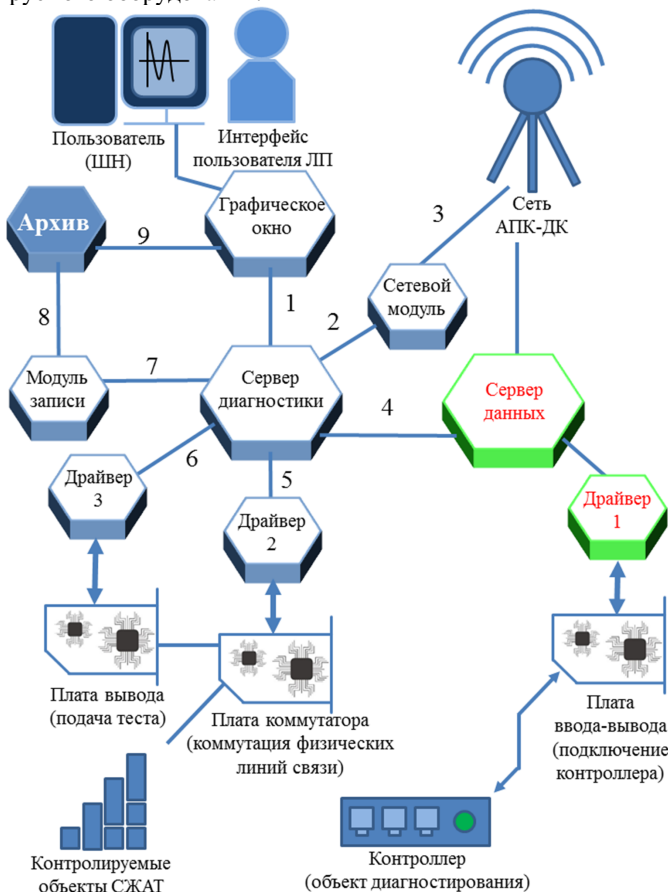 Пользователь
(ШН)
Интерфейс
пользователя ЛП
Сеть
АПК-ДК
Архив
9
Графическое
окно
3
Сетевой
модуль
8
1
2
Модуль
записи
7
Сервер
диагностики
4
Сервер
данных
6
5
Драйвер
3
Драйвер
2
Драйвер
1
Плата вывода
(подача теста)
Плата коммутатора
(коммутация физических
линий связи)
Плата
ввода-вывода
(подключение
контроллера)
Контролируемые
объекты СЖАТ
Контроллер
(объект диагностирования)